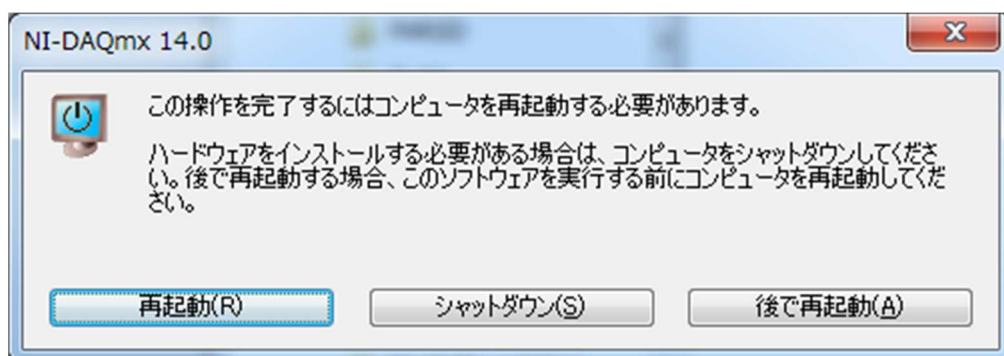 NI-DAQmx 14.0
この操作を完了するにはコンピュータを再起動する必要があります。
ハードウェアをインストールする必要がある場合は、コンピュータをシャットダウンしてくださ
い。後で再起動する場合、このソフトウェアを実行する前にコンピュータを再起動してくだ
さい。
再起動(R)
シャットダウン(S)
後で再起動(A)